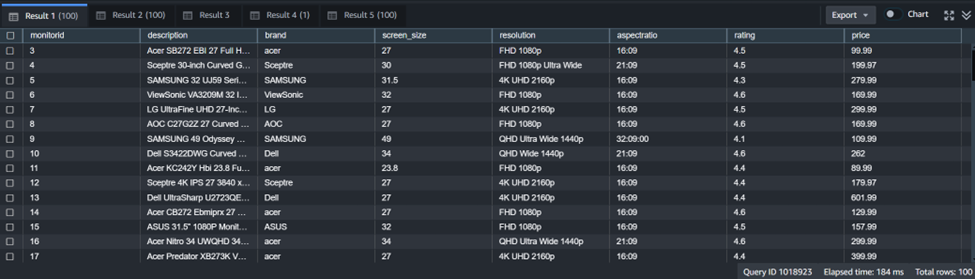 Result 1 (100) Result 2 (100) Result 3 Result 4 (1) Result 5 (100) Export Chart
monitorid description brand screen_size resolution aspectratio rating price
3 Acer SB272 EBI 27 Full H... acer 27 FHD 1080p 16:09 4.5 99.99
4 Sceptre 30-inch Curved G... Sceptre 30 FHD 1080p Ultra Wide 21:09 4.5 199.97
5 SAMSUNG 32 UJ59 Seri... SAMSUNG 31.5 4K UHD 2160p 16:09 4.3 279.99
6 ViewSonic VA3209M 32 I... ViewSonic 32 FHD 1080p 16:09 4.6 169.99
7 LG UltraFine UHD 27-Inc... LG 27 4K UHD 2160p 16:09 4.5 299.99
8 AOC C27G2Z 27 Curved ... AOC 27 FHD 1080p 16:09 4.6 169.99
9 SAMSUNG 49 Odyssey ... SAMSUNG 49 QHD Ultra Wide 1440p 32:09:00 4.1 109.99
10 Dell S3422DWG Curved ... Dell 34 QHD Wide 1440p 21:09 4.6 262
11 Acer KC242Y Hbi 23.8 Fu... acer 23.8 FHD 1080p 16:09 4.4 89.99
12 Sceptre 4K IPS 27 3840 x... Sceptre 27 4K UHD 2160p 16:09 4.4 179.97
13 Dell UltraSharp U2723QE... Dell 27 4K UHD 2160p 16:09 4.4 601.99
14 Acer CB272 Ebmiprx 27 ... acer 27 FHD 1080p 16:09 4.6 129.99
15 ASUS 31.5" 1080P Monit... ASUS 32 FHD 1080p 16:09 4.5 157.99
16 Acer Nitro 34 UWQHD 34... acer 34 QHD Ultra Wide 1440p 21:09 4.6 299.99
17 Acer Predator XB273K V... acer 27 4K UHD 2160p 16:09 4.4 399.99
Query ID 1018923 Elapsed time: 184 ms Total rows: 100